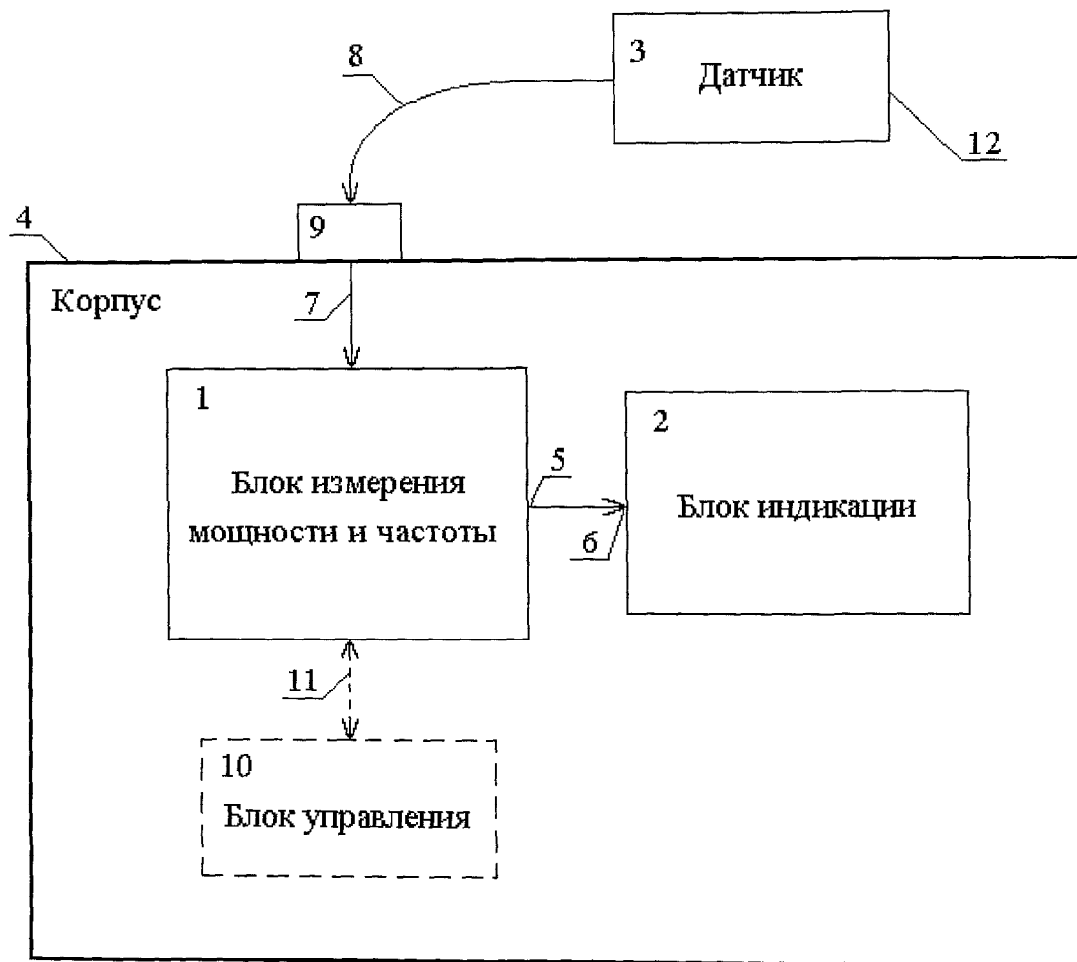 3
Датчик
8
12
4
9
Корпус
7
1
Блок измерения
мощности и частоты
5
6
2
Блок индикации
11
10
Блок управления